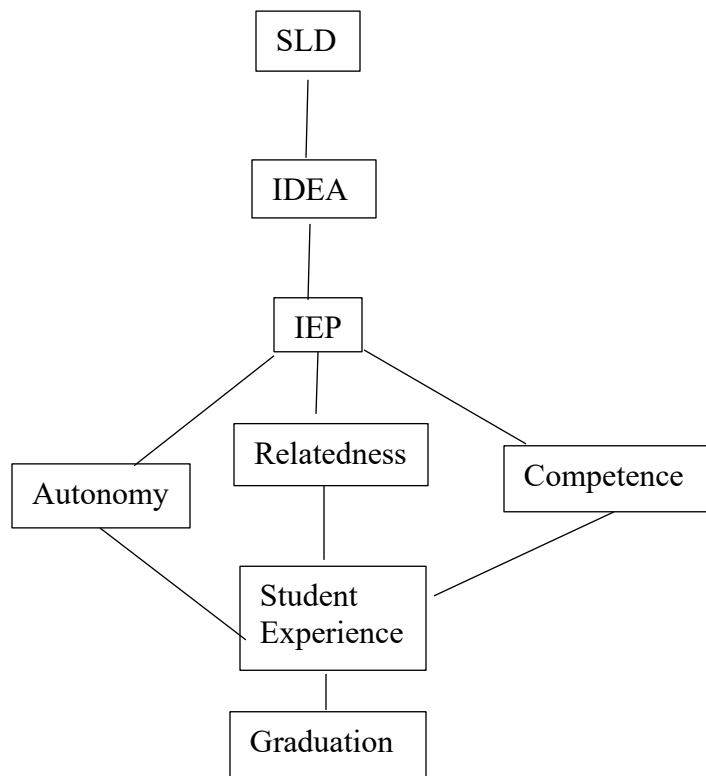 SLD
IDEA
IEP
Relatedness
Autonomy
Competence
Student
Experience
Graduation